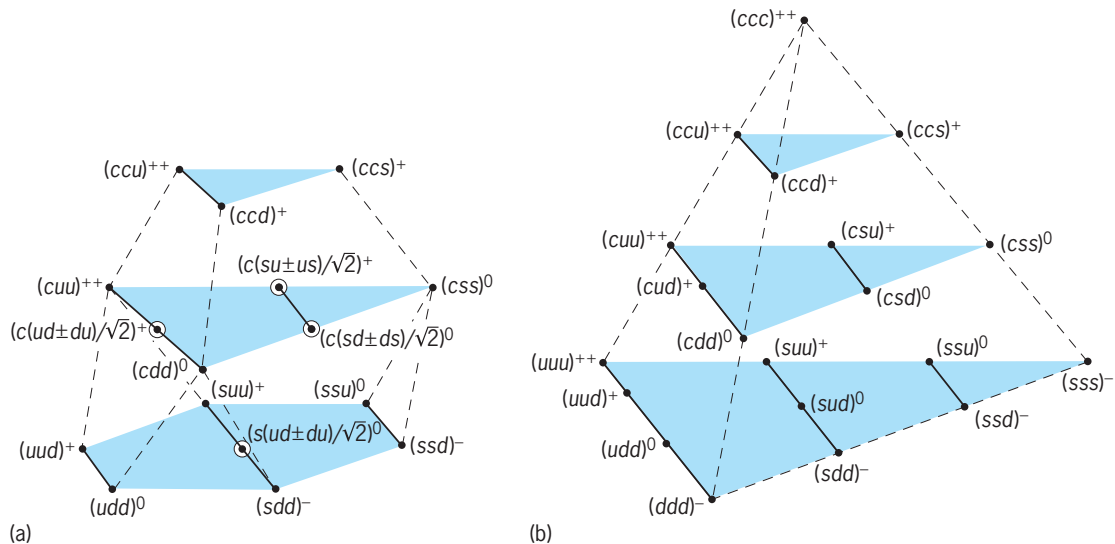 (ccu)⁺⁺
(ccs)⁺
(ccd)⁺
(c(su±us)/√2)⁺
(cuu)⁺⁺
(css)⁰
(c(ud±du)/√2)⁺
(c(sd±ds)/√2)⁰
(cdd)⁰
(suu)⁺
(ssu)⁰
(uud)⁺
(s(ud±du)/√2)⁰
(ssd)⁻
(udd)⁰
(sdd)⁻
(a)
(ccc)⁺⁺
(ccu)⁺⁺
(ccs)⁺
(ccd)⁺
(csu)⁺
(cuu)⁺⁺
(css)⁰
(cud)⁺
(csd)⁰
(cdd)⁰
(uuu)⁺⁺
(suu)⁺
(ssu)⁰
(sss)⁻
(uud)⁺
(sud)⁰
(ssd)⁻
(udd)⁰
(sdd)⁻
(ddd)⁻
(b)